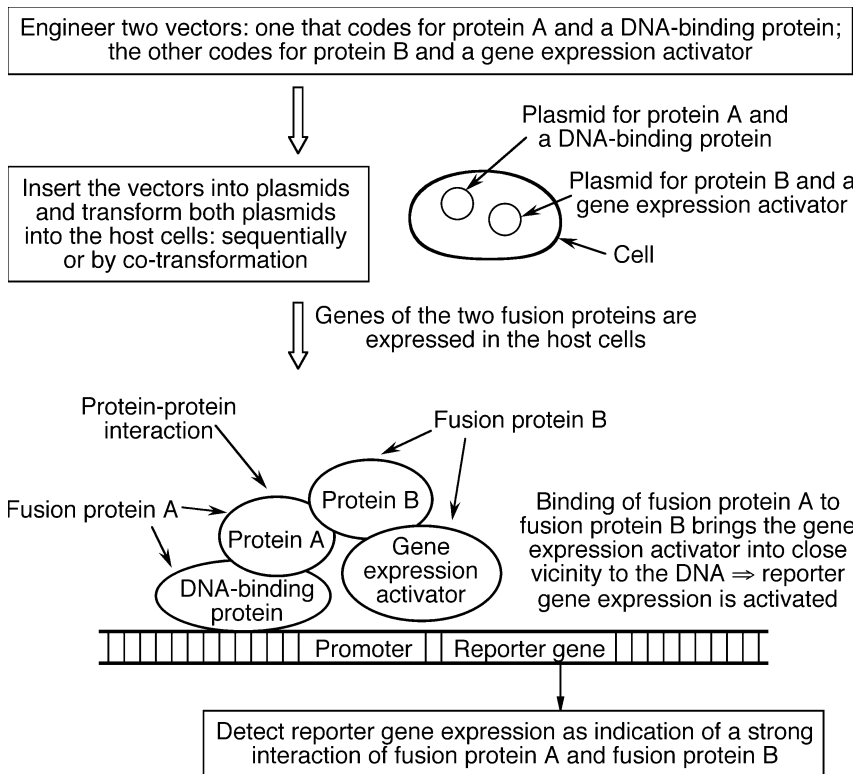 Engineer two vectors: one that codes for protein A and a DNA-binding protein;
the other codes for protein B and a gene expression activator
Plasmid for protein A and
a DNA-binding protein
Insert the vectors into plasmids
and transform both plasmids
into the host cells: sequentially
or by co-transformation
Plasmid for protein B and a
gene expression activator
Cell
Genes of the two fusion proteins are
expressed in the host cells
Protein-protein
interaction
Fusion protein B
Fusion protein A
Protein B
Protein A
Gene
expression
activator
DNA-binding
protein
Binding of fusion protein A to
fusion protein B brings the gene
expression activator into close
vicinity to the DNA ⇒ reporter
gene expression is activated
Promoter
Reporter gene
Detect reporter gene expression as indication of a strong
interaction of fusion protein A and fusion protein B